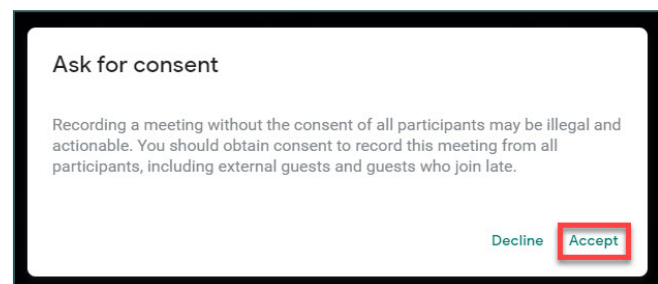 Ask for consent
Recording a meeting without the consent of all participants may be illegal and
actionable. You should obtain consent to record this meeting from all
participants, including external guests and guests who join late.
Decline Accept